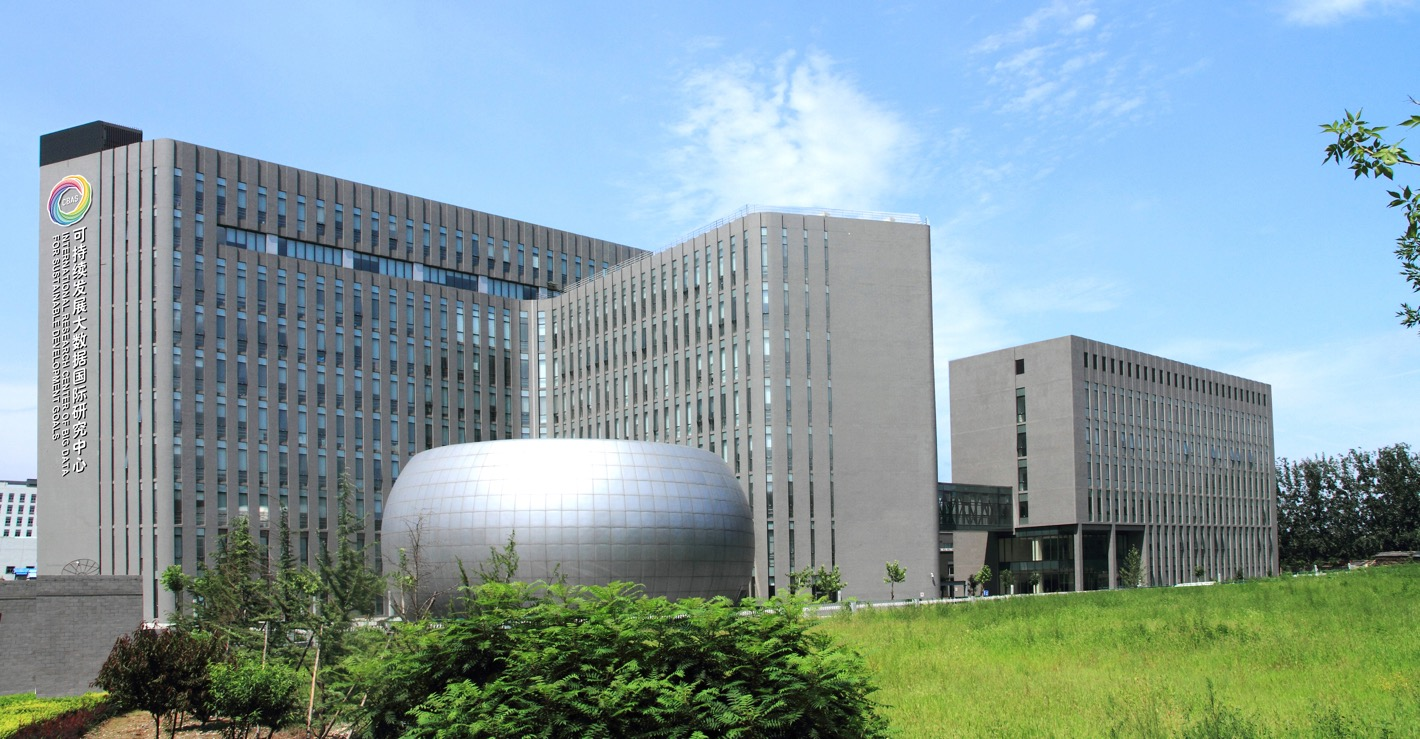 CBAS
可持续发展大数据国际研究中心
INTERNATIONAL RESEARCH CENTER OF BIG DATA
FOR SUSTAINABLE DEVELOPMENT GOALS